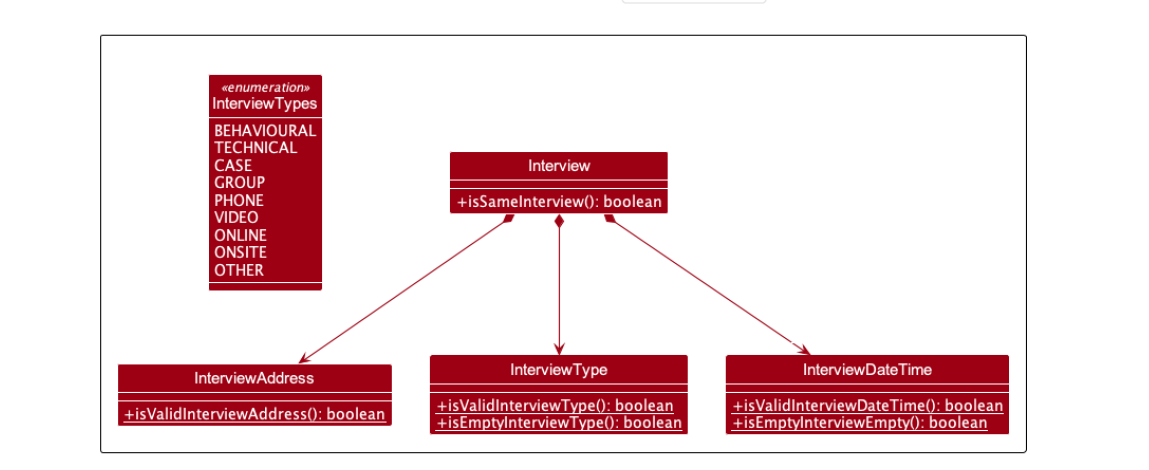 «enumeration»
InterviewTypes
BEHAVIOURAL
TECHNICAL
CASE
GROUP
PHONE
VIDEO
ONLINE
ONSITE
OTHER
Interview
+isSameInterview(): boolean
InterviewAddress
+isValidInterviewAddress(): boolean
InterviewType
+isValidInterviewType(): boolean
+isEmptyInterviewType(): boolean
InterviewDateTime
+isValidInterviewDateTime(): boolean
+isEmptyInterviewEmpty(): boolean